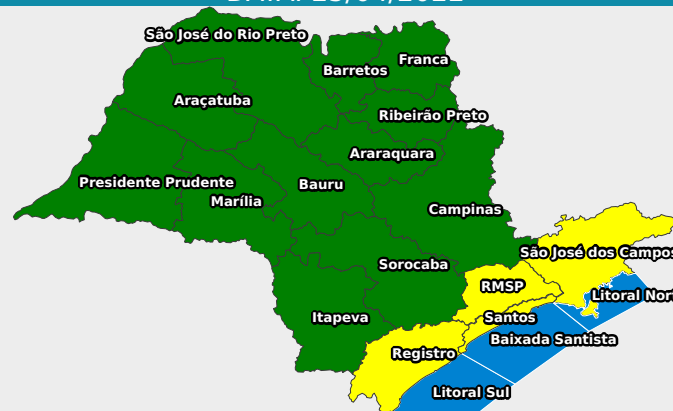 São José do Rio Preto
Franca
Barretos
Araçatuba
Ribeirão Preto
Araraquara
Presidente Prudente
Bauru
Marília
Campinas
São José dos Campos
Sorocaba
RMSP
Litoral Nort
Itapeva
Santos
Baixada Santista
Registro
Litoral Sul